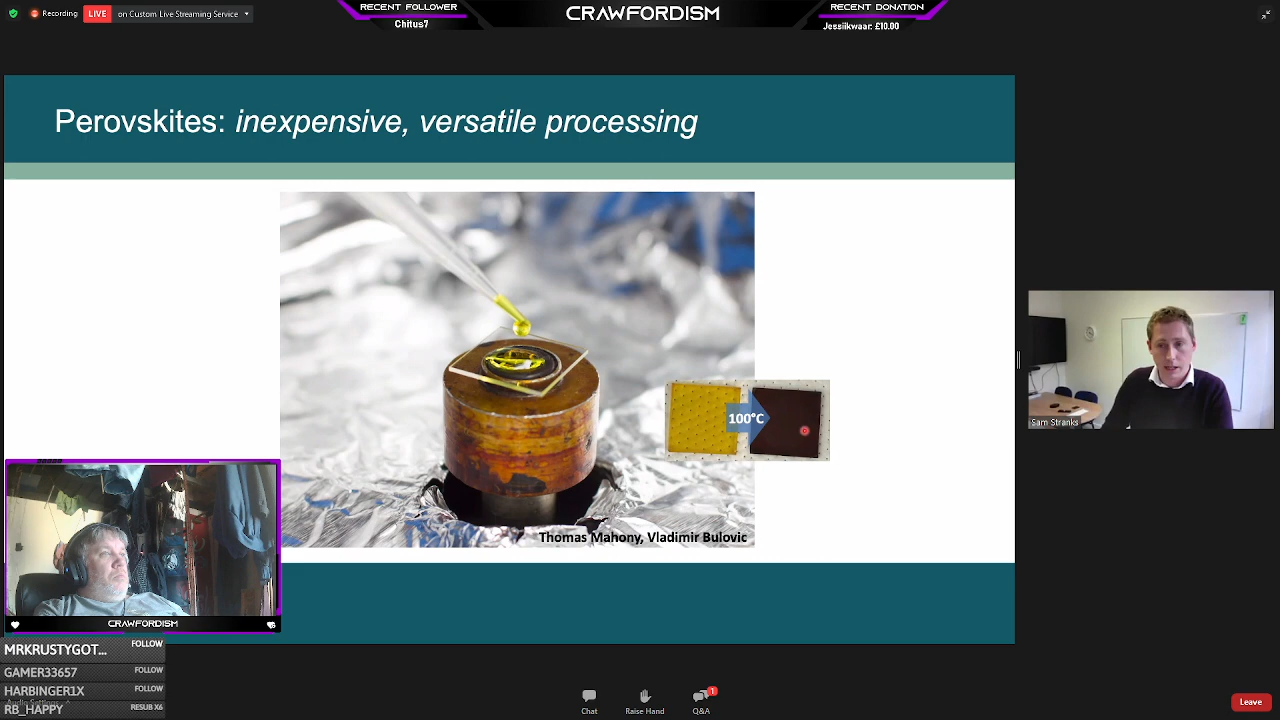 Recording
LIVE
on Custom Live Streaming Service
RECENT FOLLOWER
Chitus7
CRAWFORDISM
RECENT DONATION
Jessiikwaar: £10.00
Perovskites: inexpensive, versatile processing
100°C
Thomas Mahony, Vladimir Bulovic
Sam Stranks
CRAWFORDISM
MRKRUSTYGOT... FOLLOW
GAMER33657 FOLLOW
HARBINGER1X FOLLOW
RB_HAPPY RESUB X6
Chat
Raise Hand
1
Q&A
Leave